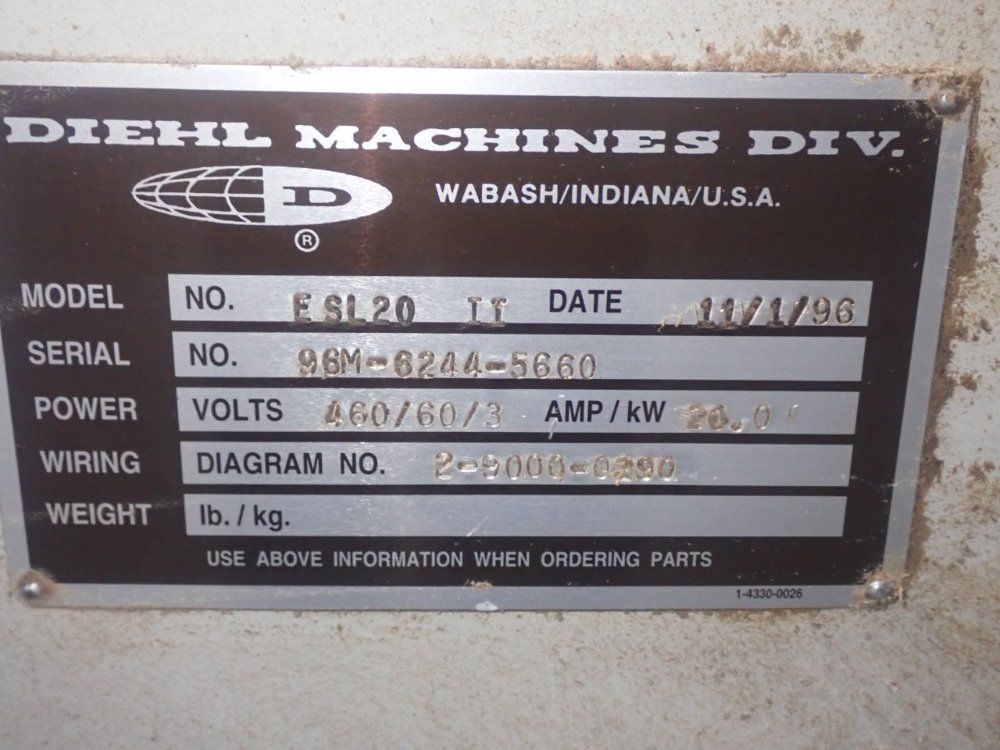 DIEHL MACHINES DIV.
D
®
WABASH/INDIANA/U.S.A.
MODEL NO. ESL20 II DATE 11/1/96
SERIAL NO. 96M-6244-5660
POWER VOLTS 460/60/3 AMP / kW
WIRING DIAGRAM NO. 2-9000-0290
WEIGHT lb. / kg.
USE ABOVE INFORMATION WHEN ORDERING PARTS
1-4330-0026